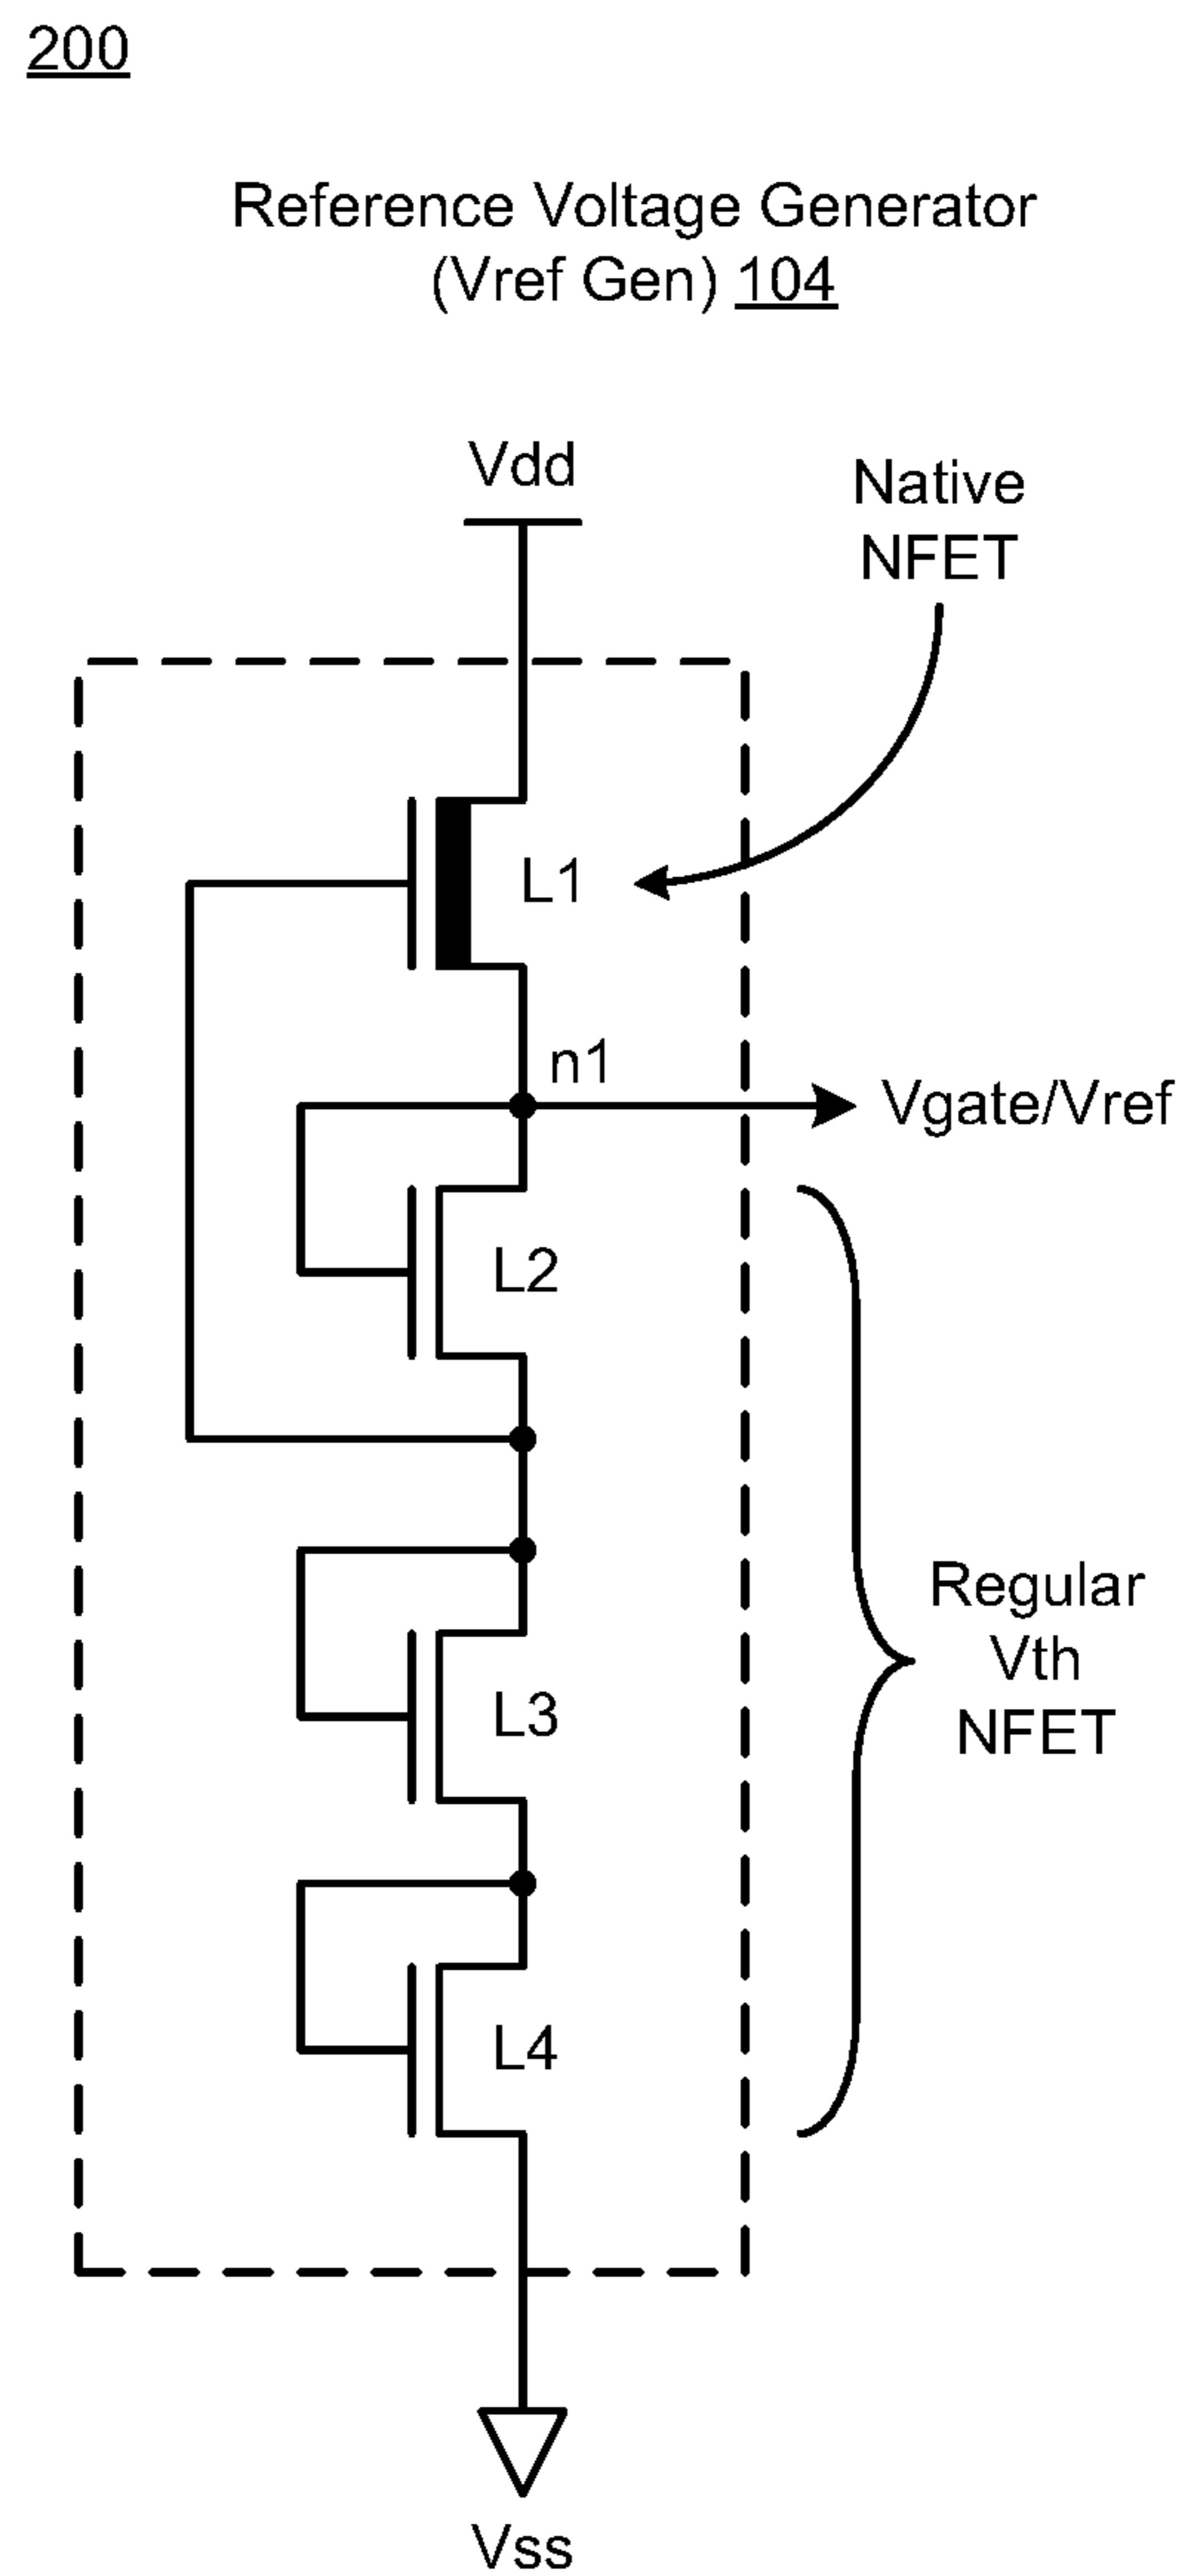 200
Reference Voltage Generator
(Vref Gen) 104
Vdd
Native
NFET
L1
n1
Vgate/Vref
L2
Regular
Vth
NFET
L3
L4
Vss